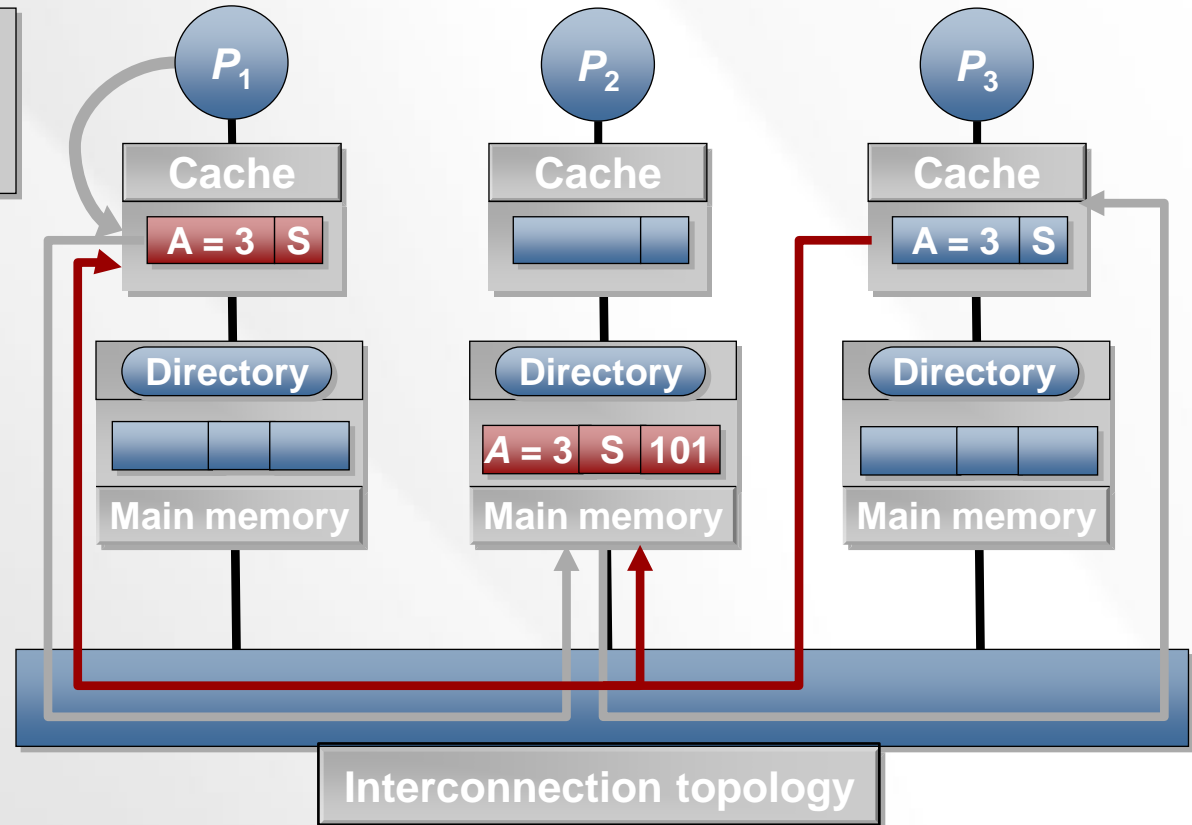 P1
P2
P3
Cache
Cache
Cache
A = 3 S
A = 3 S
Directory
Directory
Directory
A = 3 S 101
Main memory
Main memory
Main memory
Interconnection topology